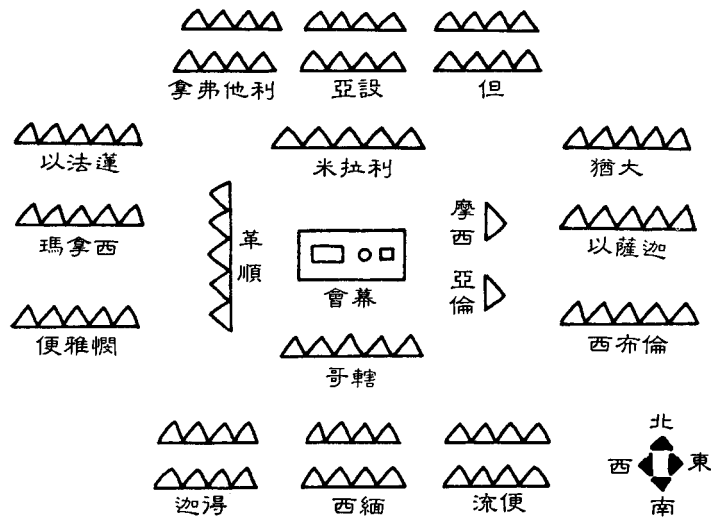 拿弗他利
亞設
但
以法蓮
米拉利
猶大
瑪拿西
革順
摩西
以薩迦
會幕
亞倫
便雅憫
哥轄
西布倫
迦得
西緬
流便
北
西
東
南